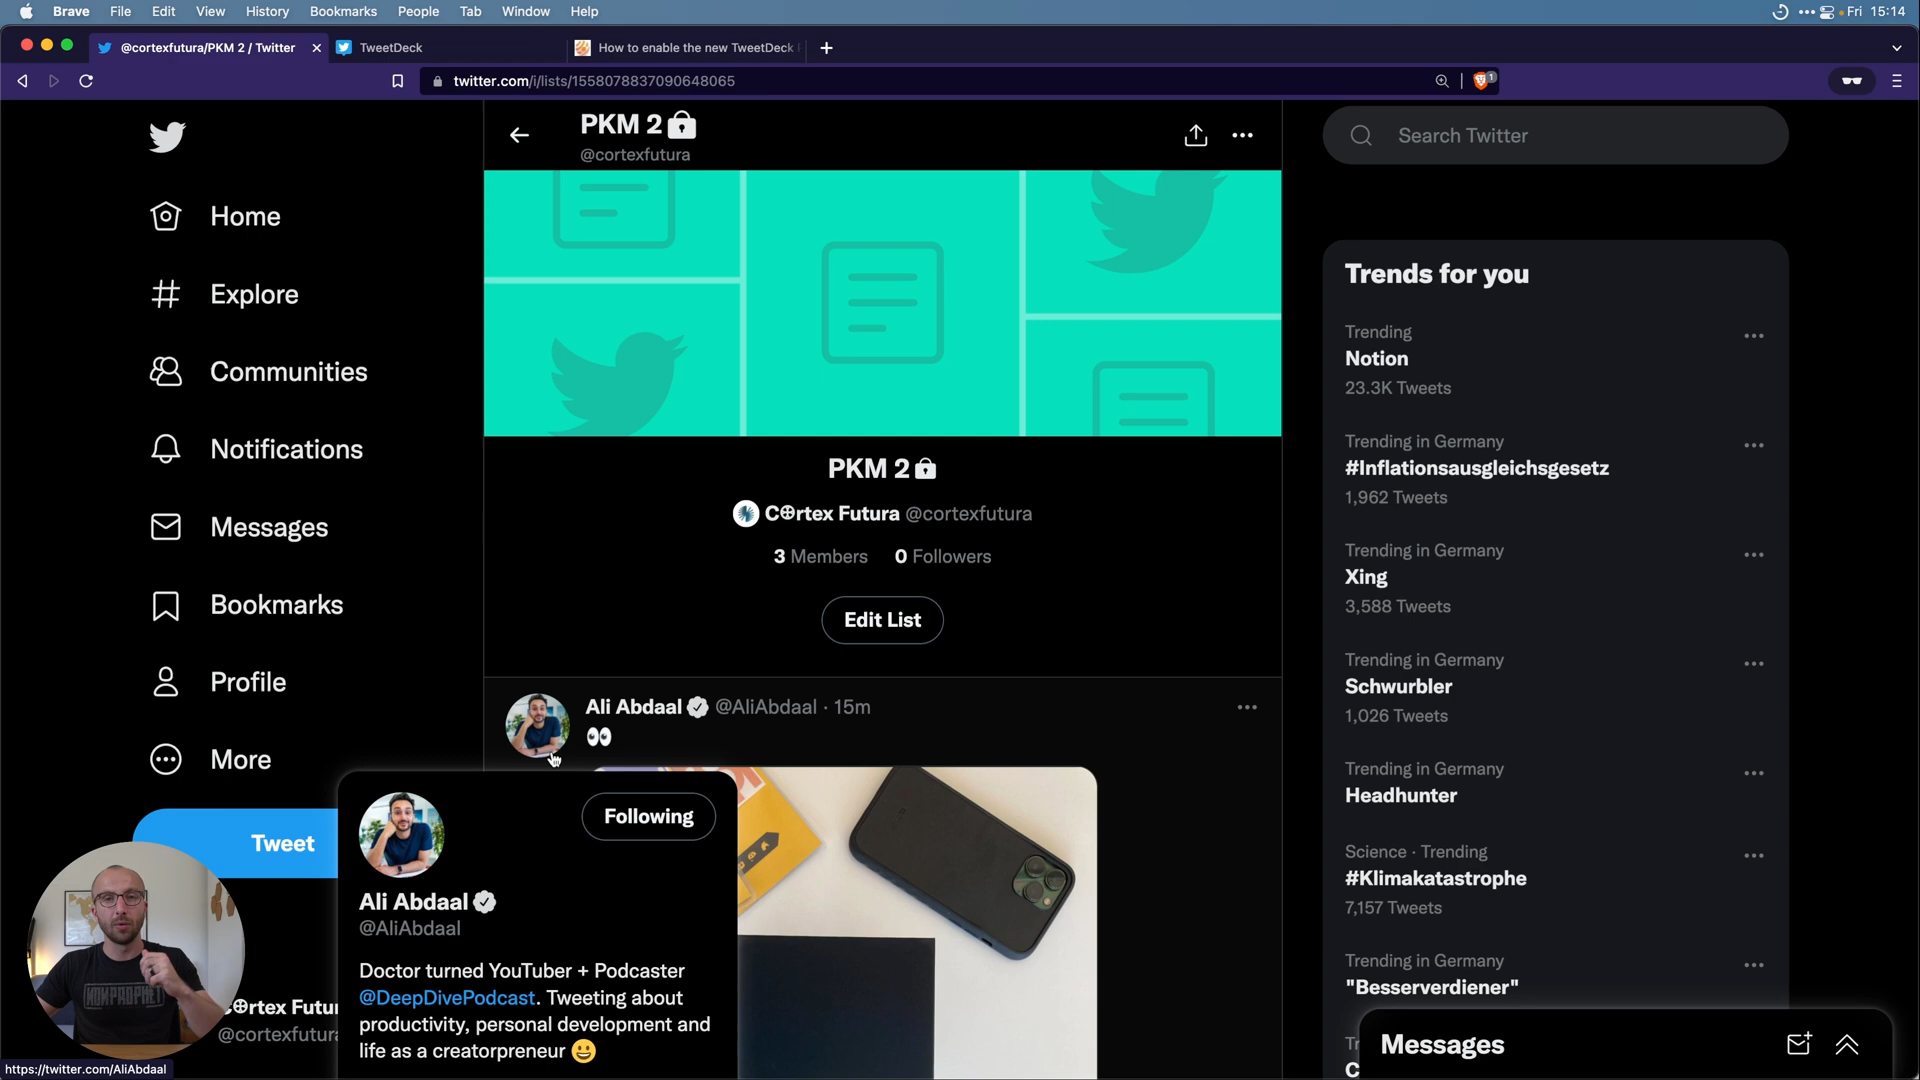 Brave File Edit View History Bookmarks People Tab Window Help
Fri 15:14
@cortexfutura/PKM 2 / Twitter
TweetDeck
How to enable the new TweetDeck
twitter.com/i/lists/1558078837090648065
1
PKM 2
@cortexfutura
Search Twitter
Home
Explore
Communities
Notifications
Messages
Bookmarks
Profile
More
Tweet
PKM 2
C⊕rtex Futura @cortexfutura
3 Members 0 Followers
Edit List
Ali Abdaal @AliAbdaal · 15m
👀
Following
Ali Abdaal
@AliAbdaal
Doctor turned YouTuber + Podcaster
@DeepDivePodcast. Tweeting about
productivity, personal development and
life as a creatorpreneur 😀
Trends for you
Trending
Notion
23.3K Tweets
Trending in Germany
#Inflationsausgleichsgesetz
1,962 Tweets
Trending in Germany
Xing
3,588 Tweets
Trending in Germany
Schwurbler
1,026 Tweets
Trending in Germany
Headhunter
Science · Trending
#Klimakatastrophe
7,157 Tweets
Trending in Germany
"Besserverdiener"
Messages
NONPROPHET
C⊕rtex Futu
@cortexfutura
https://twitter.com/AliAbdaal